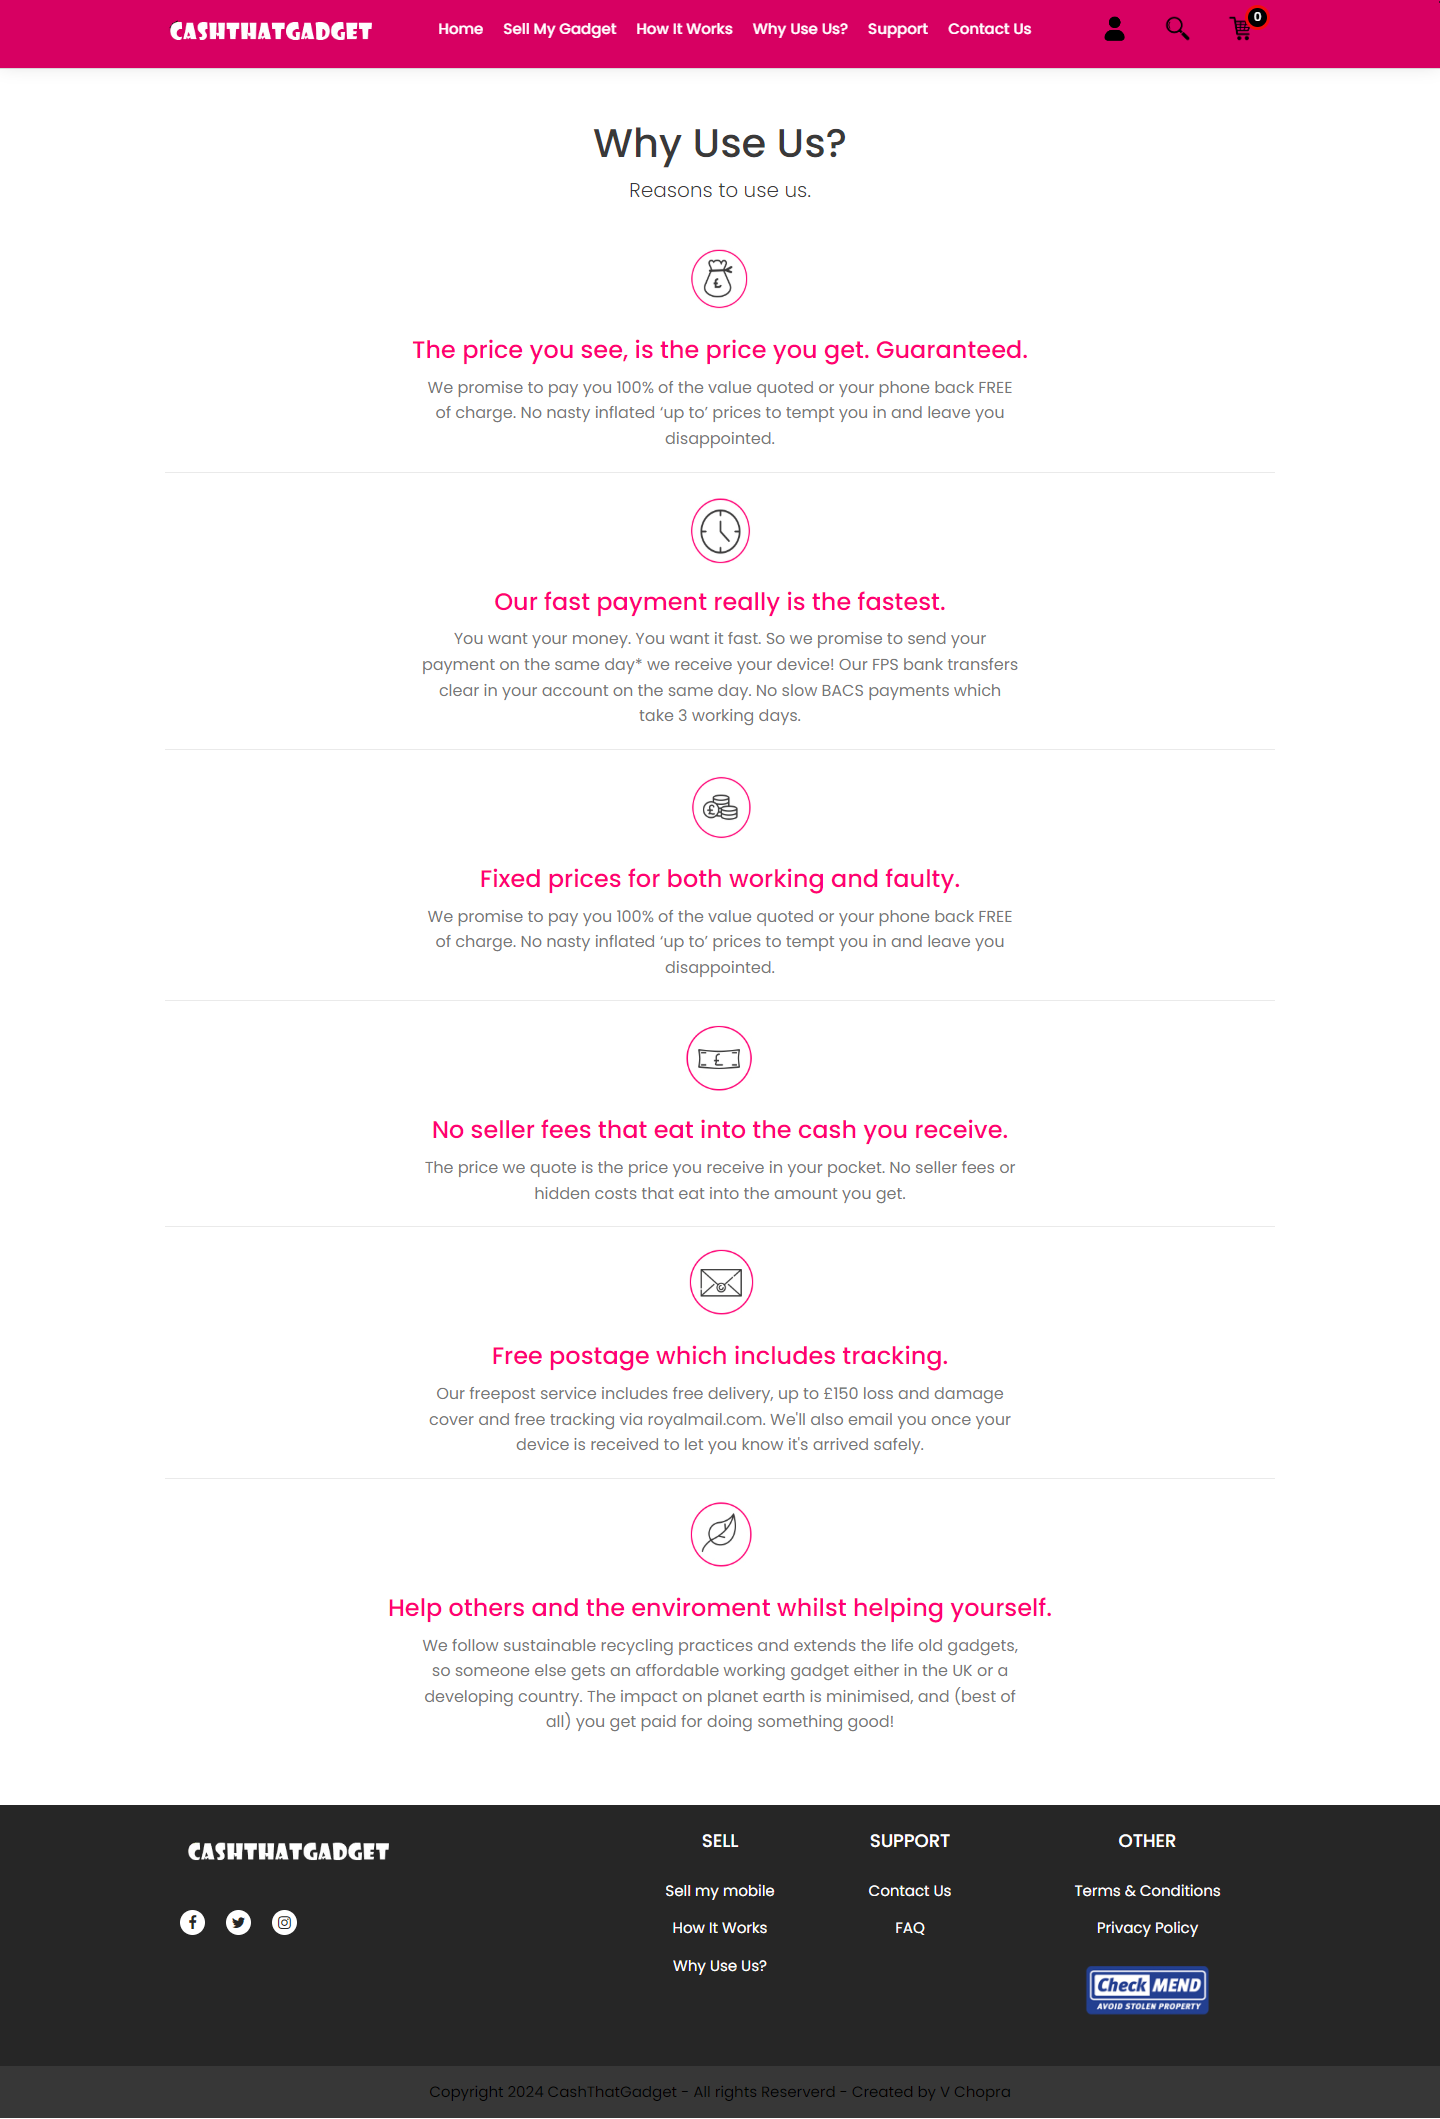 CASHTHATGADGET
Home Sell My Gadget How It Works Why Use Us? Support Contact Us
0
Why Use Us?
Reasons to use us.
£
The price you see, is the price you get. Guaranteed.
We promise to pay you 100% of the value quoted or your phone back FREE
of charge. No nasty inflated ‘up to’ prices to tempt you in and leave you
disappointed.
Our fast payment really is the fastest.
You want your money. You want it fast. So we promise to send your
payment on the same day* we receive your device! Our FPS bank transfers
clear in your account on the same day. No slow BACS payments which
take 3 working days.
£
Fixed prices for both working and faulty.
We promise to pay you 100% of the value quoted or your phone back FREE
of charge. No nasty inflated ‘up to’ prices to tempt you in and leave you
disappointed.
£
No seller fees that eat into the cash you receive.
The price we quote is the price you receive in your pocket. No seller fees or
hidden costs that eat into the amount you get.
Free postage which includes tracking.
Our freepost service includes free delivery, up to £150 loss and damage
cover and free tracking via royalmail.com. We'll also email you once your
device is received to let you know it's arrived safely.
Help others and the enviroment whilst helping yourself.
We follow sustainable recycling practices and extends the life old gadgets,
so someone else gets an affordable working gadget either in the UK or a
developing country. The impact on planet earth is minimised, and (best of
all) you get paid for doing something good!
CASHTHATGADGET
SELL
Sell my mobile
How It Works
Why Use Us?
SUPPORT
Contact Us
FAQ
OTHER
Terms & Conditions
Privacy Policy
Check MEND
AVOID STOLEN PROPERTY
Copyright 2024 CashThatGadget - All rights Reserverd - Created by V Chopra